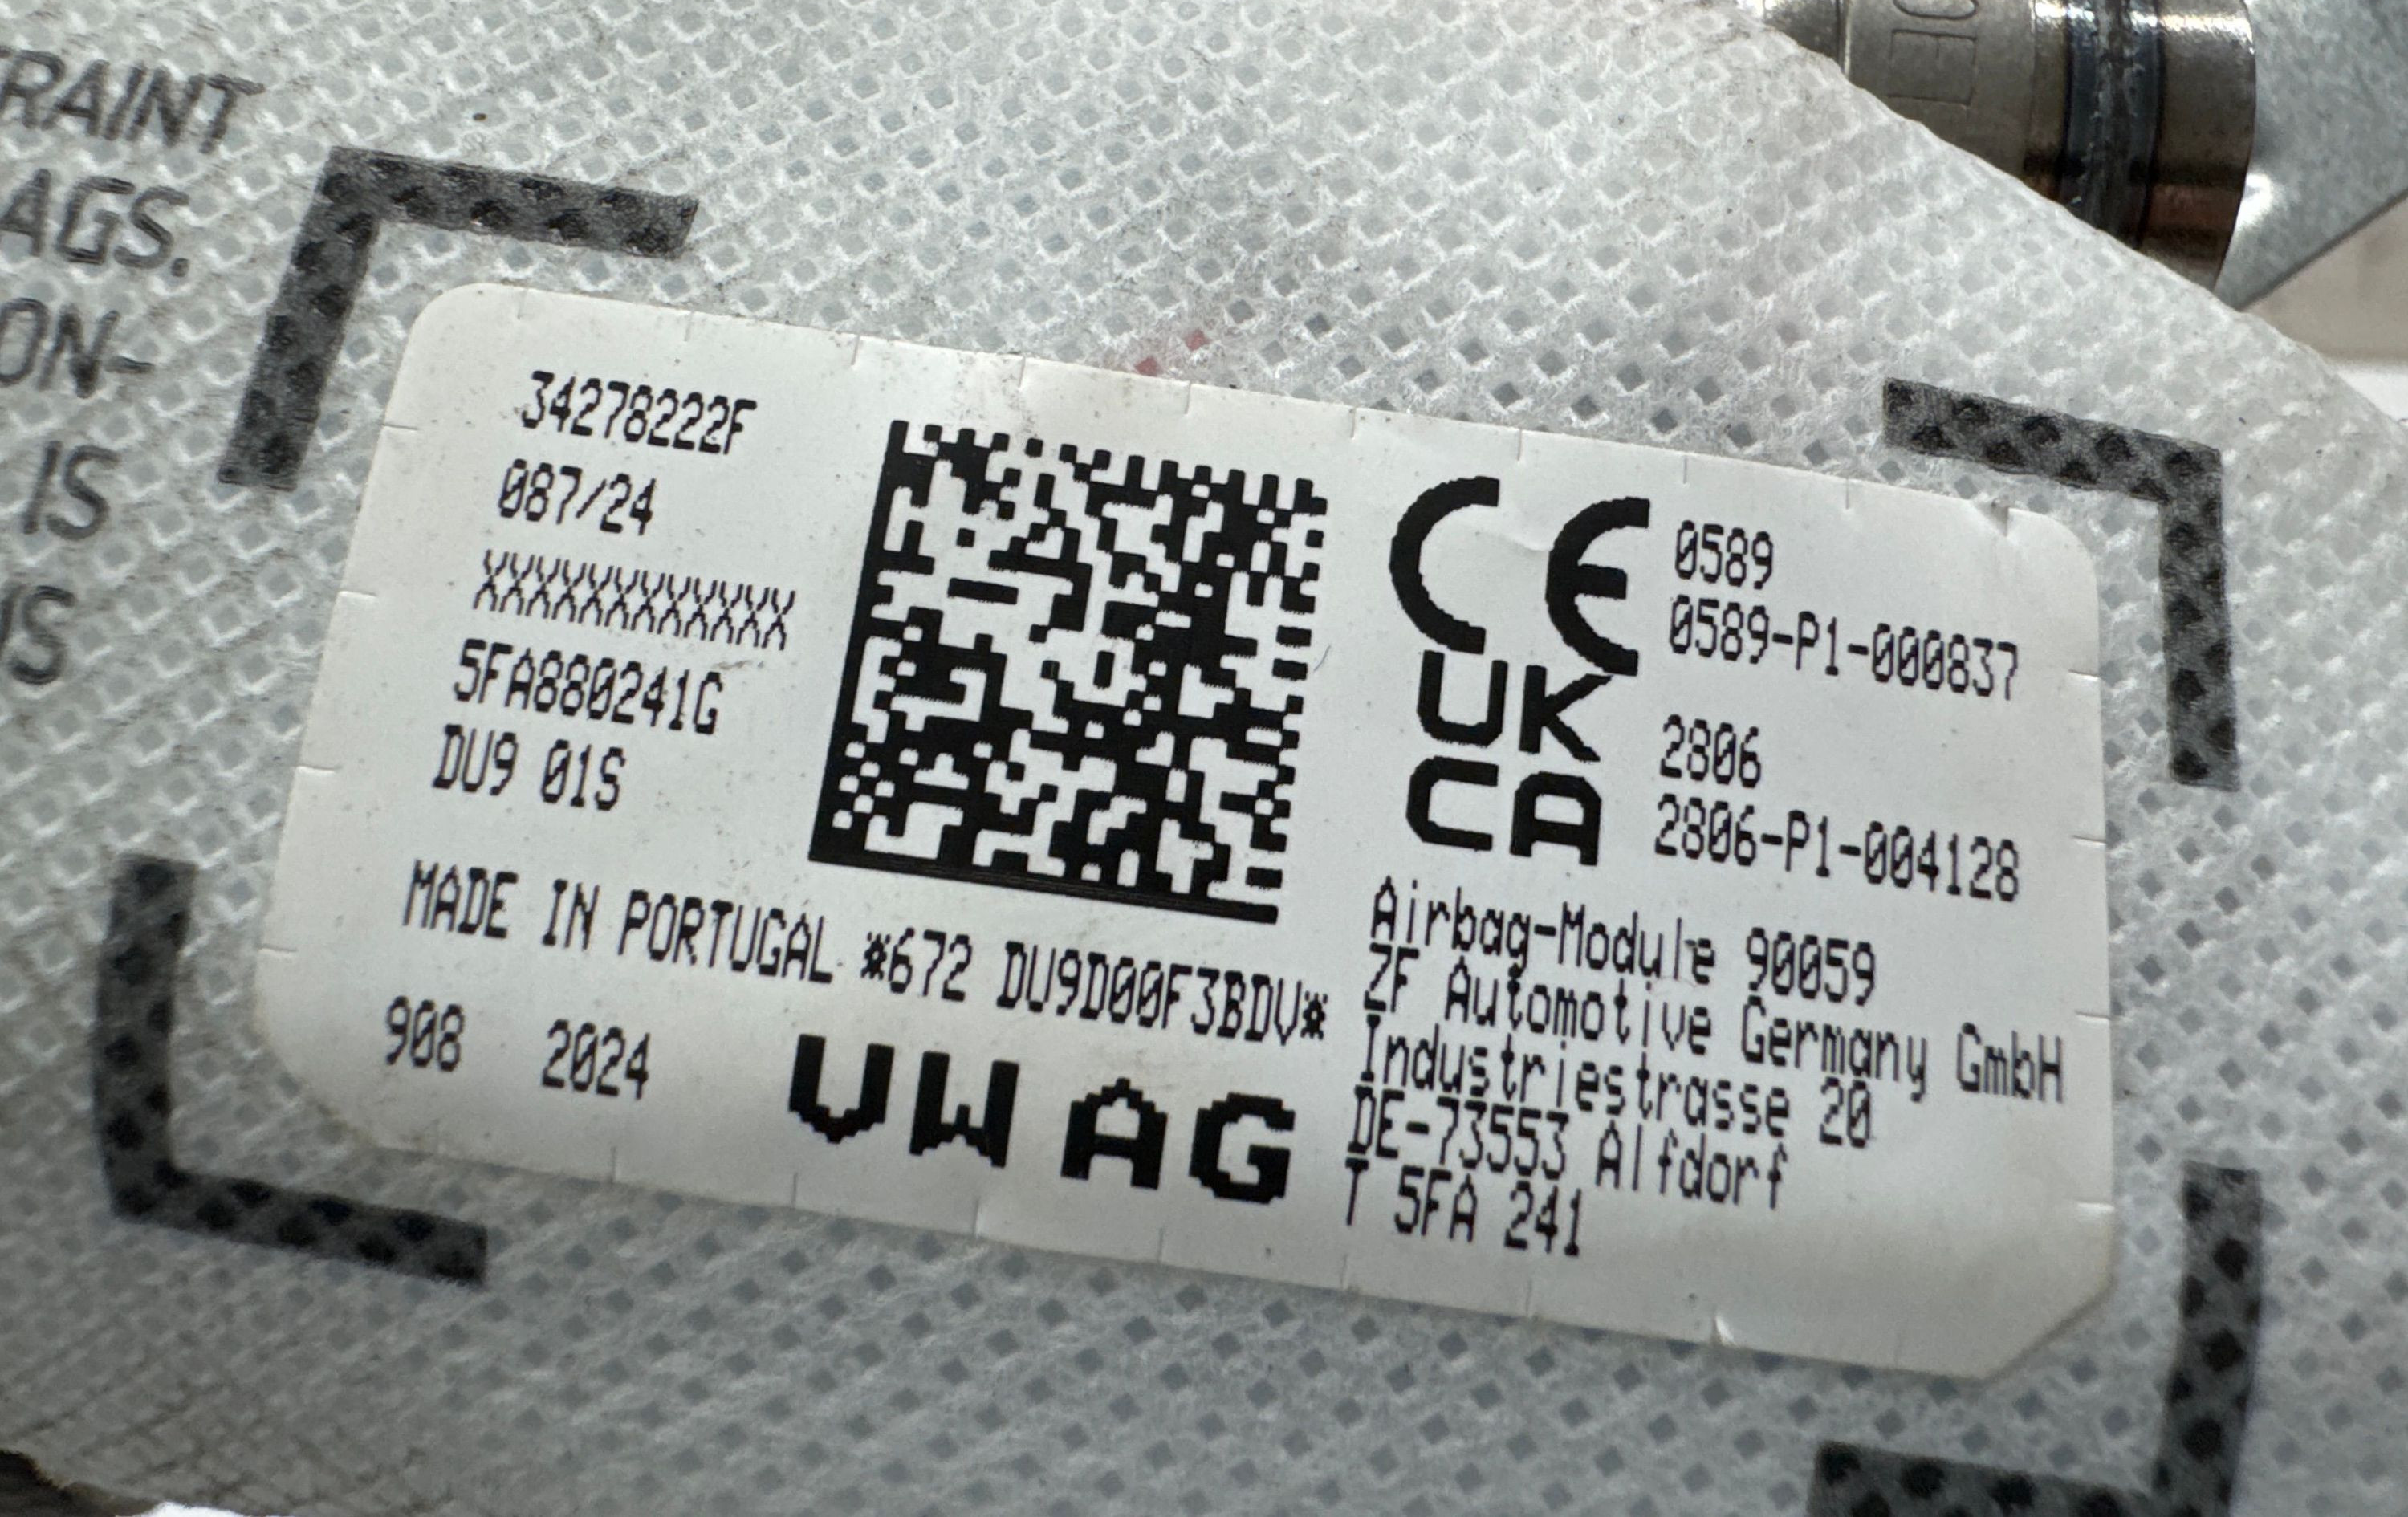 RAINT
AGS.
ON-
IS
34278222F
087/24
XXXXXXXXXXXX
5FA880241G
DU9 01S
MADE IN PORTUGAL *672 DU9D00F3BDV*
908 2024
VW AG
CE 0589
0589-P1-000837
UK
CA
2806
2806-P1-004128
Airbag-Module 90059
ZF Automotive Germany GmbH
Industriestrasse 20
DE-73553 Alfdorf
T 5FA 241